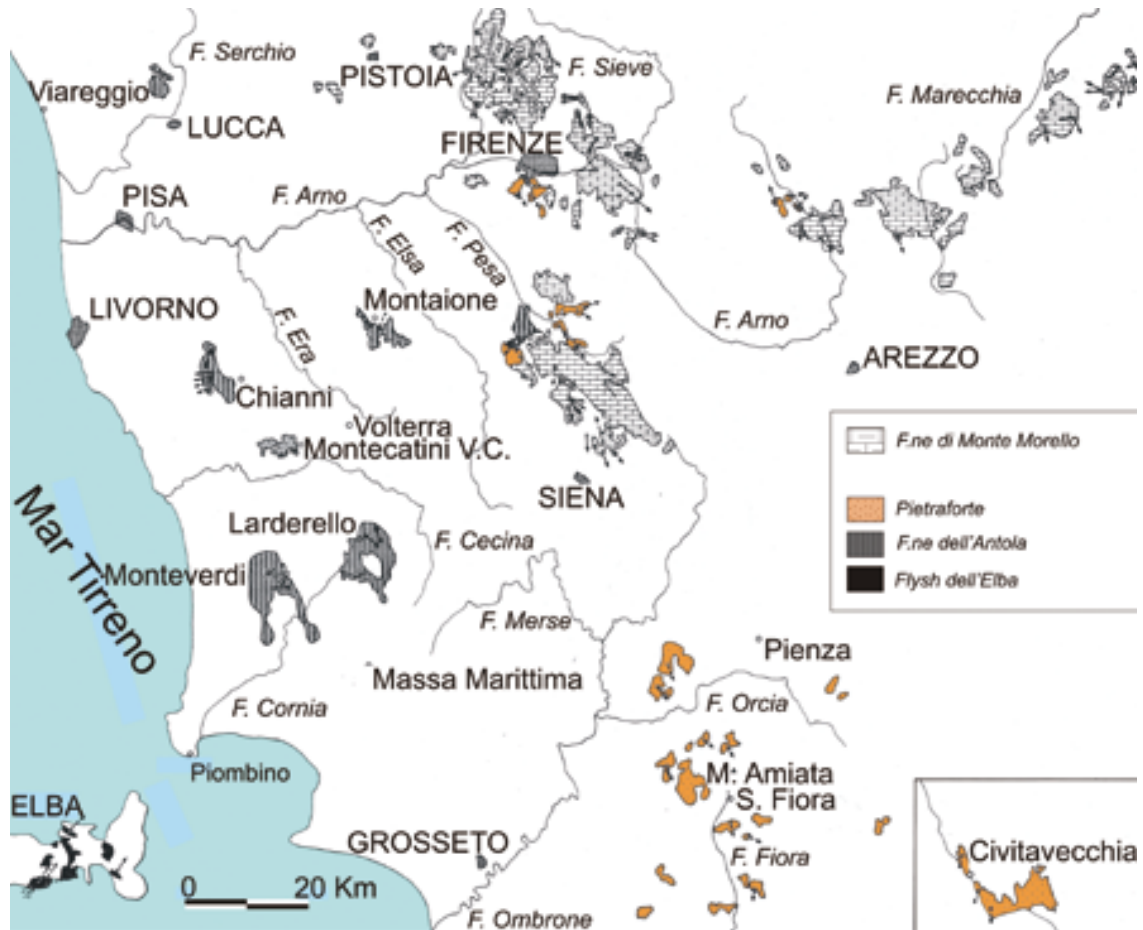 F. Serchio
PISTOIA
F. Sieve
F. Marecchia
Viareggio
LUCCA
FIRENZE
PISA
F. Arno
F. Elsa
F. Pesa
LIVORNO
Montaione
F. Era
F. Arno
AREZZO
Chianni
Volterra
Montecatini V.C.
SIENA
F.ne di Monte Morello
Pietraforte
F.ne dell'Antola
Flysh dell'Elba
Mar Tirreno
Larderello
F. Cecina
Monteverdi
F. Merse
Pienza
Massa Marittima
F. Orcia
F. Cornia
Piombino
M. Amiata
S. Fiora
ELBA
GROSSETO
F. Fiora
Civitavecchia
0 20 Km
F. Ombrone